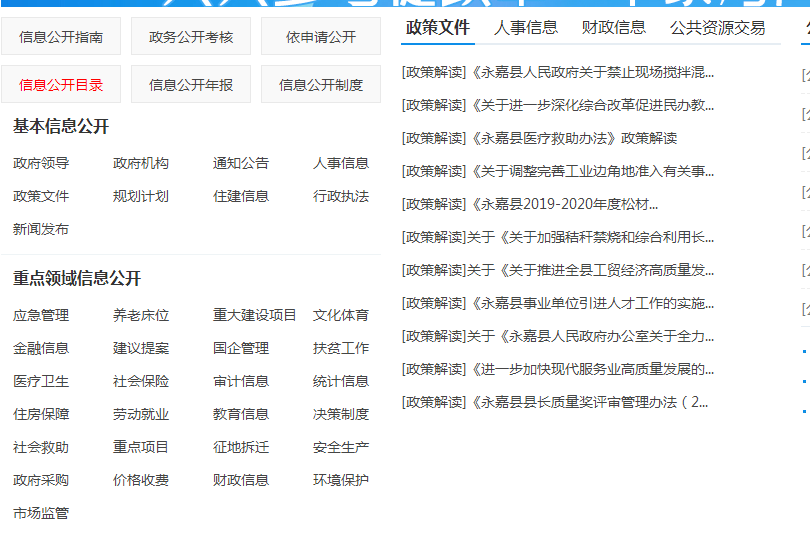 信息公开指南 政务公开考核 依申请公开
信息公开目录 信息公开年报 信息公开制度
基本信息公开
政府领导 政府机构 通知公告 人事信息
政策文件 规划计划 住建信息 行政执法
新闻发布
重点领域信息公开
应急管理 养老床位 重大建设项目 文化体育
金融信息 建议提案 国企管理 扶贫工作
医疗卫生 社会保险 审计信息 统计信息
住房保障 劳动就业 教育信息 决策制度
社会救助 重点项目 征地拆迁 安全生产
政府采购 价格收费 财政信息 环境保护
市场监管
政策文件 人事信息 财政信息 公共资源交易
[政策解读]《永嘉县人民政府关于禁止现场搅拌混...
[政策解读]《关于进一步深化综合改革促进民办教...
[政策解读]《永嘉县医疗救助办法》政策解读
[政策解读]《关于调整完善工业边角地准入有关事...
[政策解读]《永嘉县2019-2020年度松材...
[政策解读]关于《关于加强秸秆禁烧和综合利用长...
[政策解读]关于《关于推进全县工贸经济高质量发...
[政策解读]《永嘉县事业单位引进人才工作的实施...
[政策解读]关于《永嘉县人民政府办公室关于全力...
[政策解读]《进一步加快现代服务业高质量发展的...
[政策解读]《永嘉县县长质量奖评审管理办法（2...